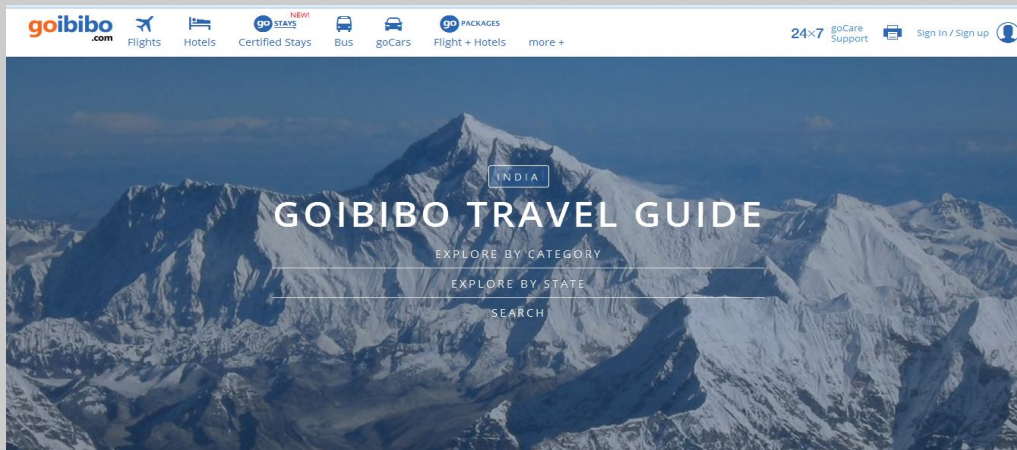 goibibo
.com
Flights
Hotels
NEW!
go STAYS
Certified Stays
Bus
goCars
go PACKAGES
Flight + Hotels
more +
24×7 goCare
Support
Sign In / Sign up
INDIA
GOIBIBO TRAVEL GUIDE
EXPLORE BY CATEGORY
EXPLORE BY STATE
SEARCH